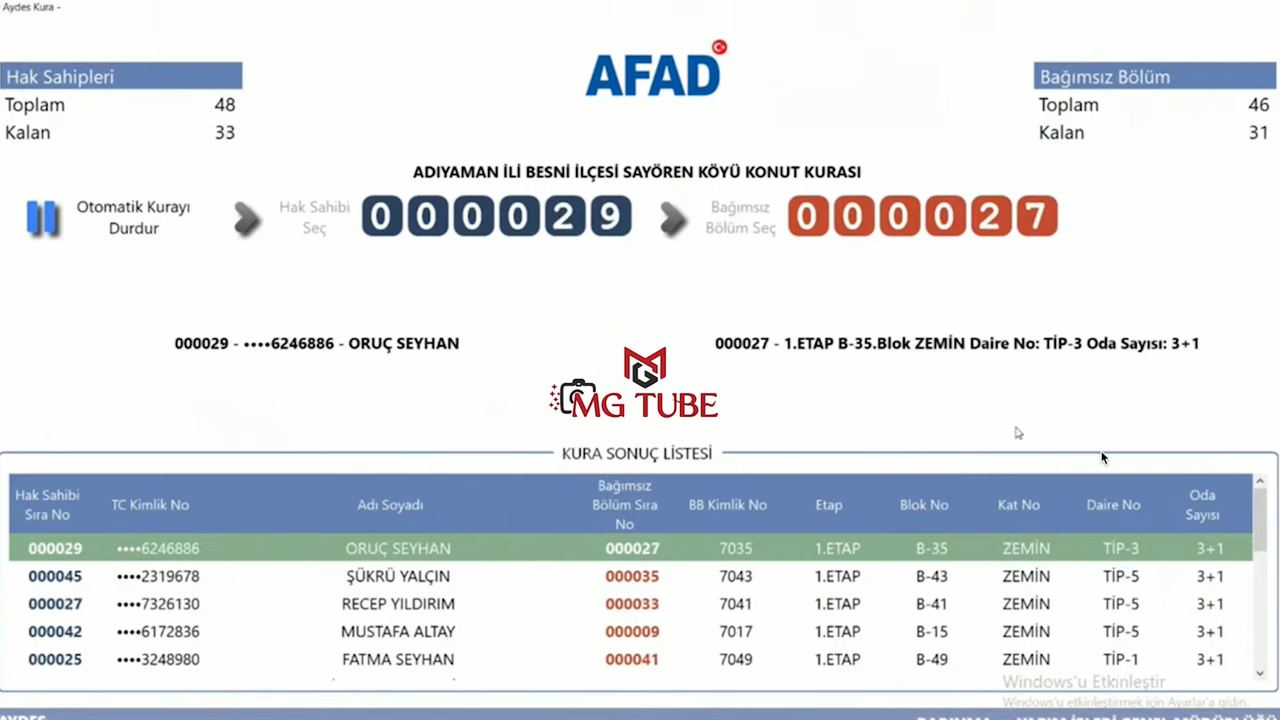 Aydes Kura -
AFAD
Hak Sahipleri
Toplam 48
Kalan 33
Bağımsız Bölüm
Toplam 46
Kalan 31
ADIYAMAN İLİ BESNİ İLÇESİ SAYÖREN KÖYÜ KONUT KURASI
Otomatik Kurayı
Durdur
Hak Sahibi
Seç
000029
Bağımsız
Bölüm Seç
000027
000029 - ••••6246886 - ORUÇ SEYHAN
000027 - 1.ETAP B-35.Blok ZEMİN Daire No: TİP-3 Oda Sayısı: 3+1
MG TUBE
KURA SONUÇ LİSTESİ
Hak Sahibi Sıra No TC Kimlik No Adı Soyadı Bağımsız Bölüm Sıra No BB Kimlik No Etap Blok No Kat No Daire No Oda Sayısı
000029 ••••6246886 ORUÇ SEYHAN 000027 7035 1.ETAP B-35 ZEMİN TİP-3 3+1
000045 ••••2319678 ŞÜKRÜ YALÇIN 000035 7043 1.ETAP B-43 ZEMİN TİP-5 3+1
000027 ••••7326130 RECEP YILDIRIM 000033 7041 1.ETAP B-41 ZEMİN TİP-5 3+1
000042 ••••6172836 MUSTAFA ALTAY 000009 7017 1.ETAP B-15 ZEMİN TİP-5 3+1
000025 ••••3248980 FATMA SEYHAN 000041 7049 1.ETAP B-49 ZEMİN TİP-1 3+1
Windows'u Etkinleştir
Windows'u etkinleştirmek için Ayarlar'a gidin.
AYDES